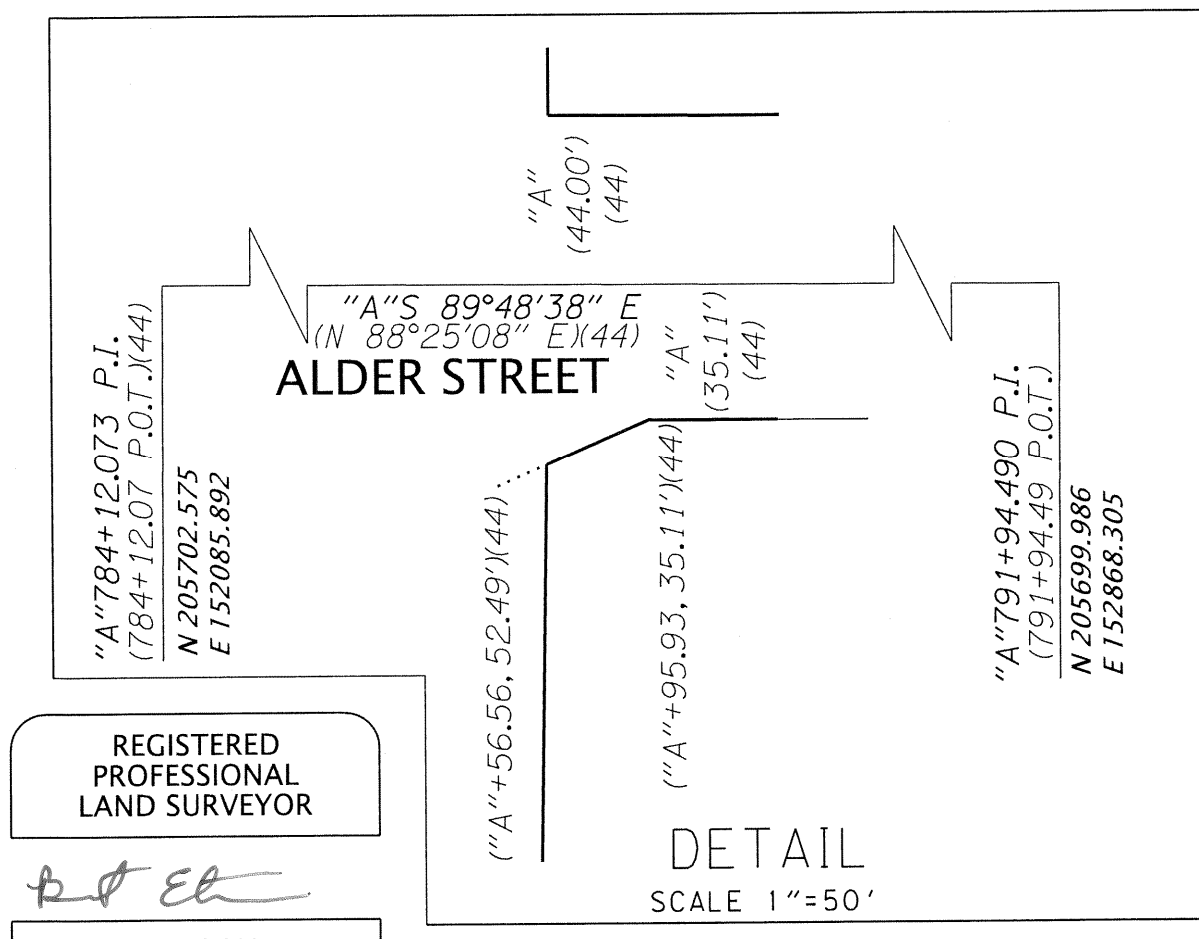 "A"
(44.00')
(44)
"A"S 89°48'38" E
(N 88°25'08" E)(44)
ALDER STREET
"A"
(35.11')
(44)
"A"784+12.073 P.I.
(784+12.07 P.O.T.)(44)
N 205702.575
E 152085.892
("A"+56.56, 52.49')(44)
("A"+95.93, 35.11')(44)
"A"791+94.490 P.I.
(791+94.49 P.O.T.)
N 205699.986
E 152868.305
REGISTERED
PROFESSIONAL
LAND SURVEYOR
DETAIL
SCALE 1"=50'